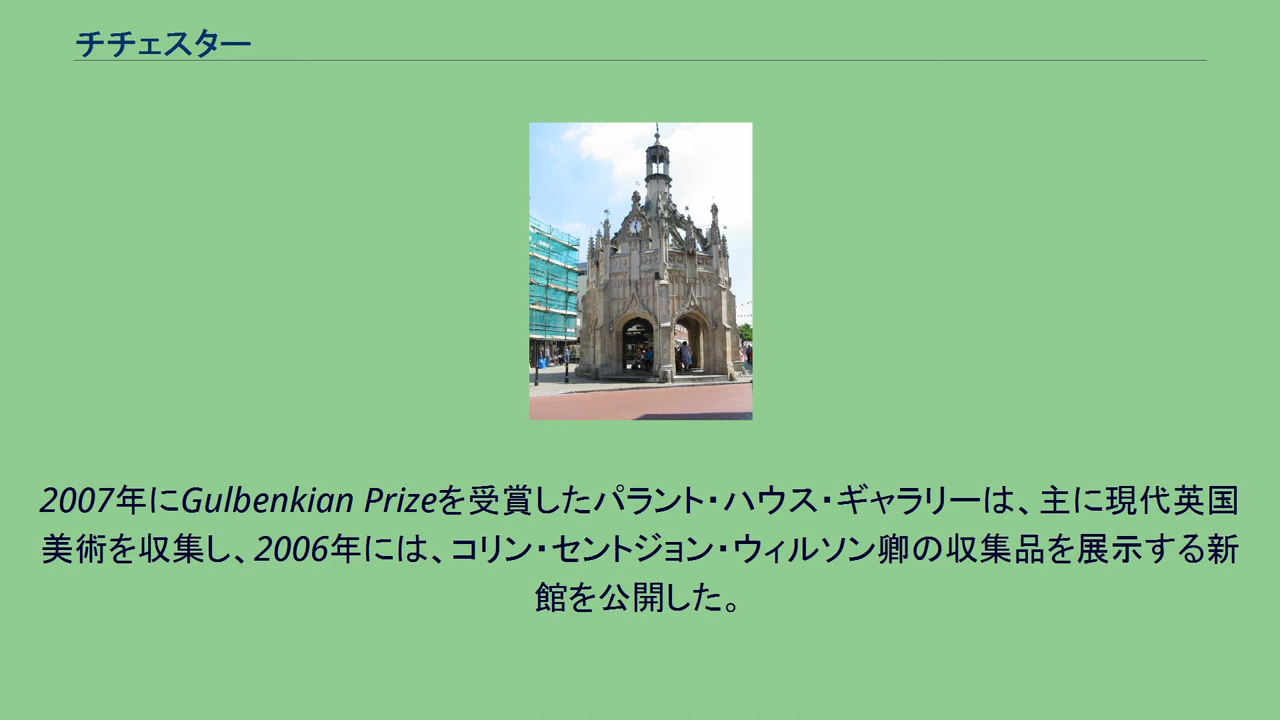 チチェスター
2007年にGulbenkian Prizeを受賞したパラント・ハウス・ギャラリーは、主に現代英国
美術を収集し、2006年には、コリン・セントジョン・ウィルソン卿の収集品を展示する新
館を公開した。